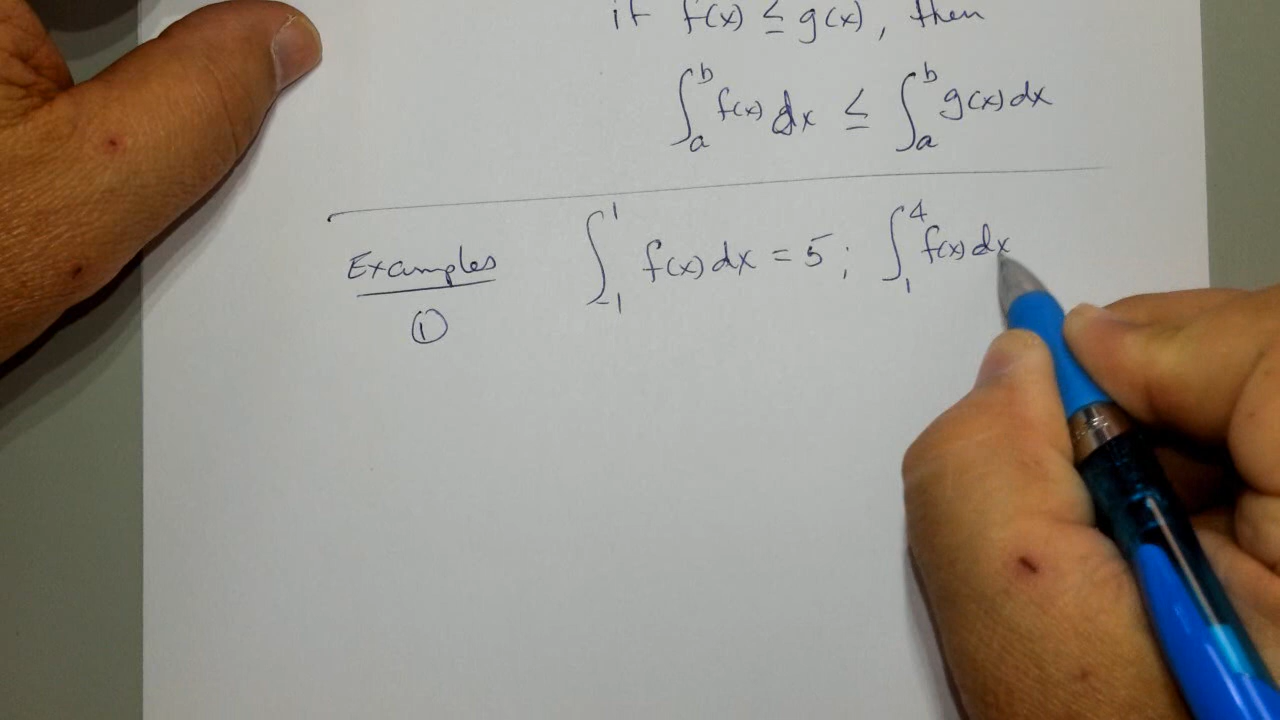 if f(x) ≤ g(x), then
∫_a^b f(x) dx ≤ ∫_a^b g(x) dx
Examples ∫_{-1}^1 f(x) dx = 5 ; ∫_1^4 f(x) dx
①